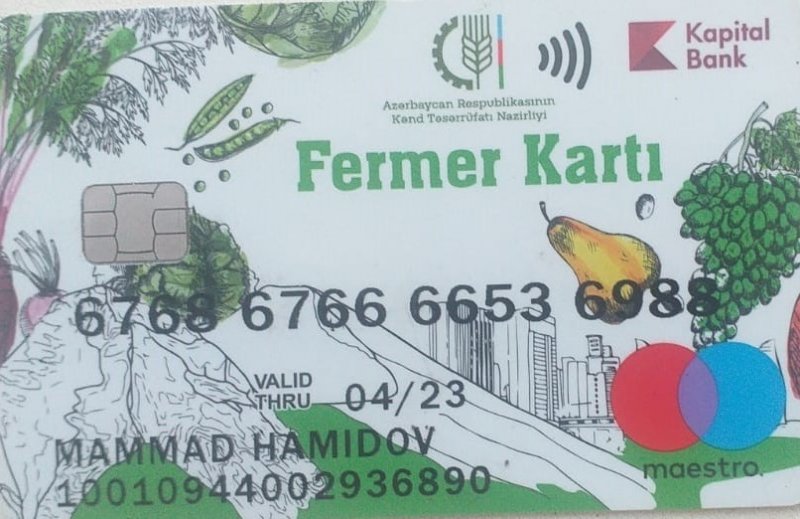 Kapital
Bank
Azərbaycan Respublikasının
Kənd Təsərrüfatı Nazirliyi
Fermer Kartı
6768 6766 6653 6988
VALID
THRU 04/23
MAMMAD HAMIDOV
10010944002936890
maestro.